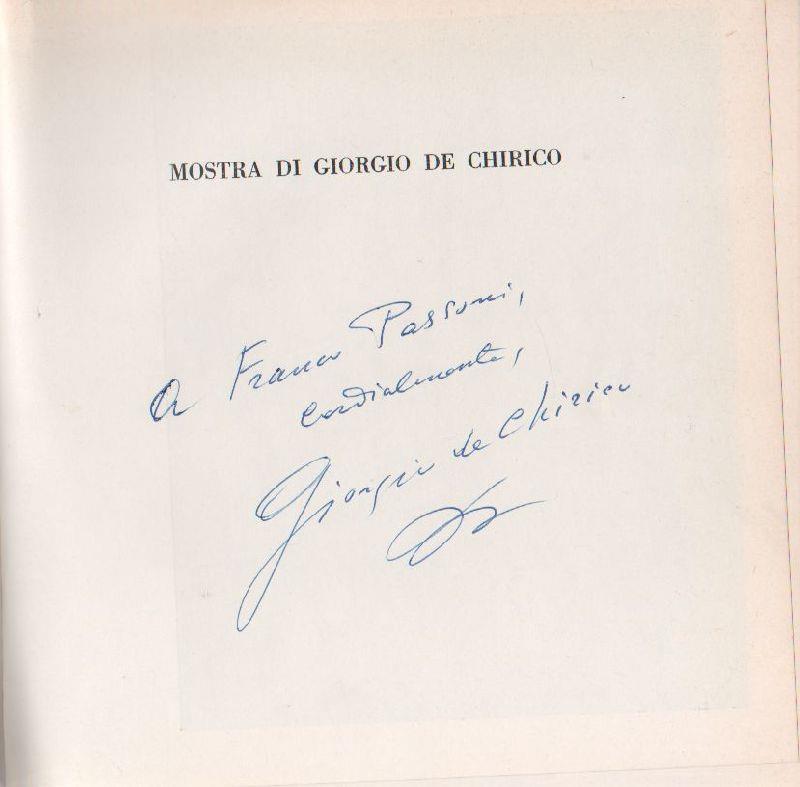 MOSTRA DI GIORGIO DE CHIRICO
A Franco Passoni,
cordialmente,
Giorgio de Chirico